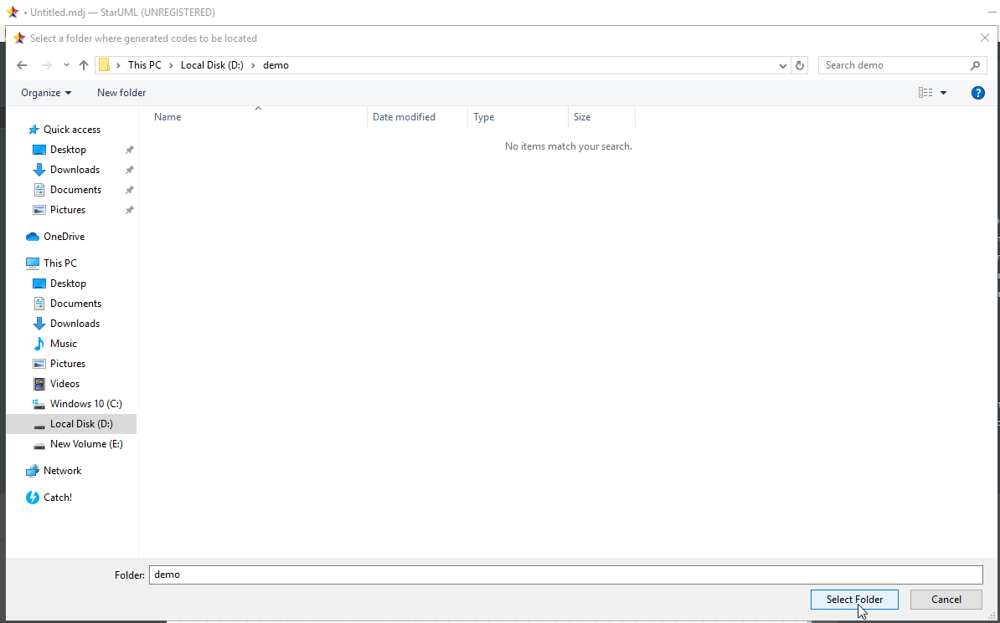 • Untitled.mdj — StarUML (UNREGISTERED)
Select a folder where generated codes to be located
This PC > Local Disk (D:) > demo
Search demo
Organize
New folder
?
Name
Date modified
Type
Size
No items match your search.
Quick access
Desktop
Downloads
Documents
Pictures
OneDrive
This PC
Desktop
Documents
Downloads
Music
Pictures
Videos
Windows 10 (C:)
Local Disk (D:)
New Volume (E:)
Network
Catch!
Folder: demo
Select Folder
Cancel